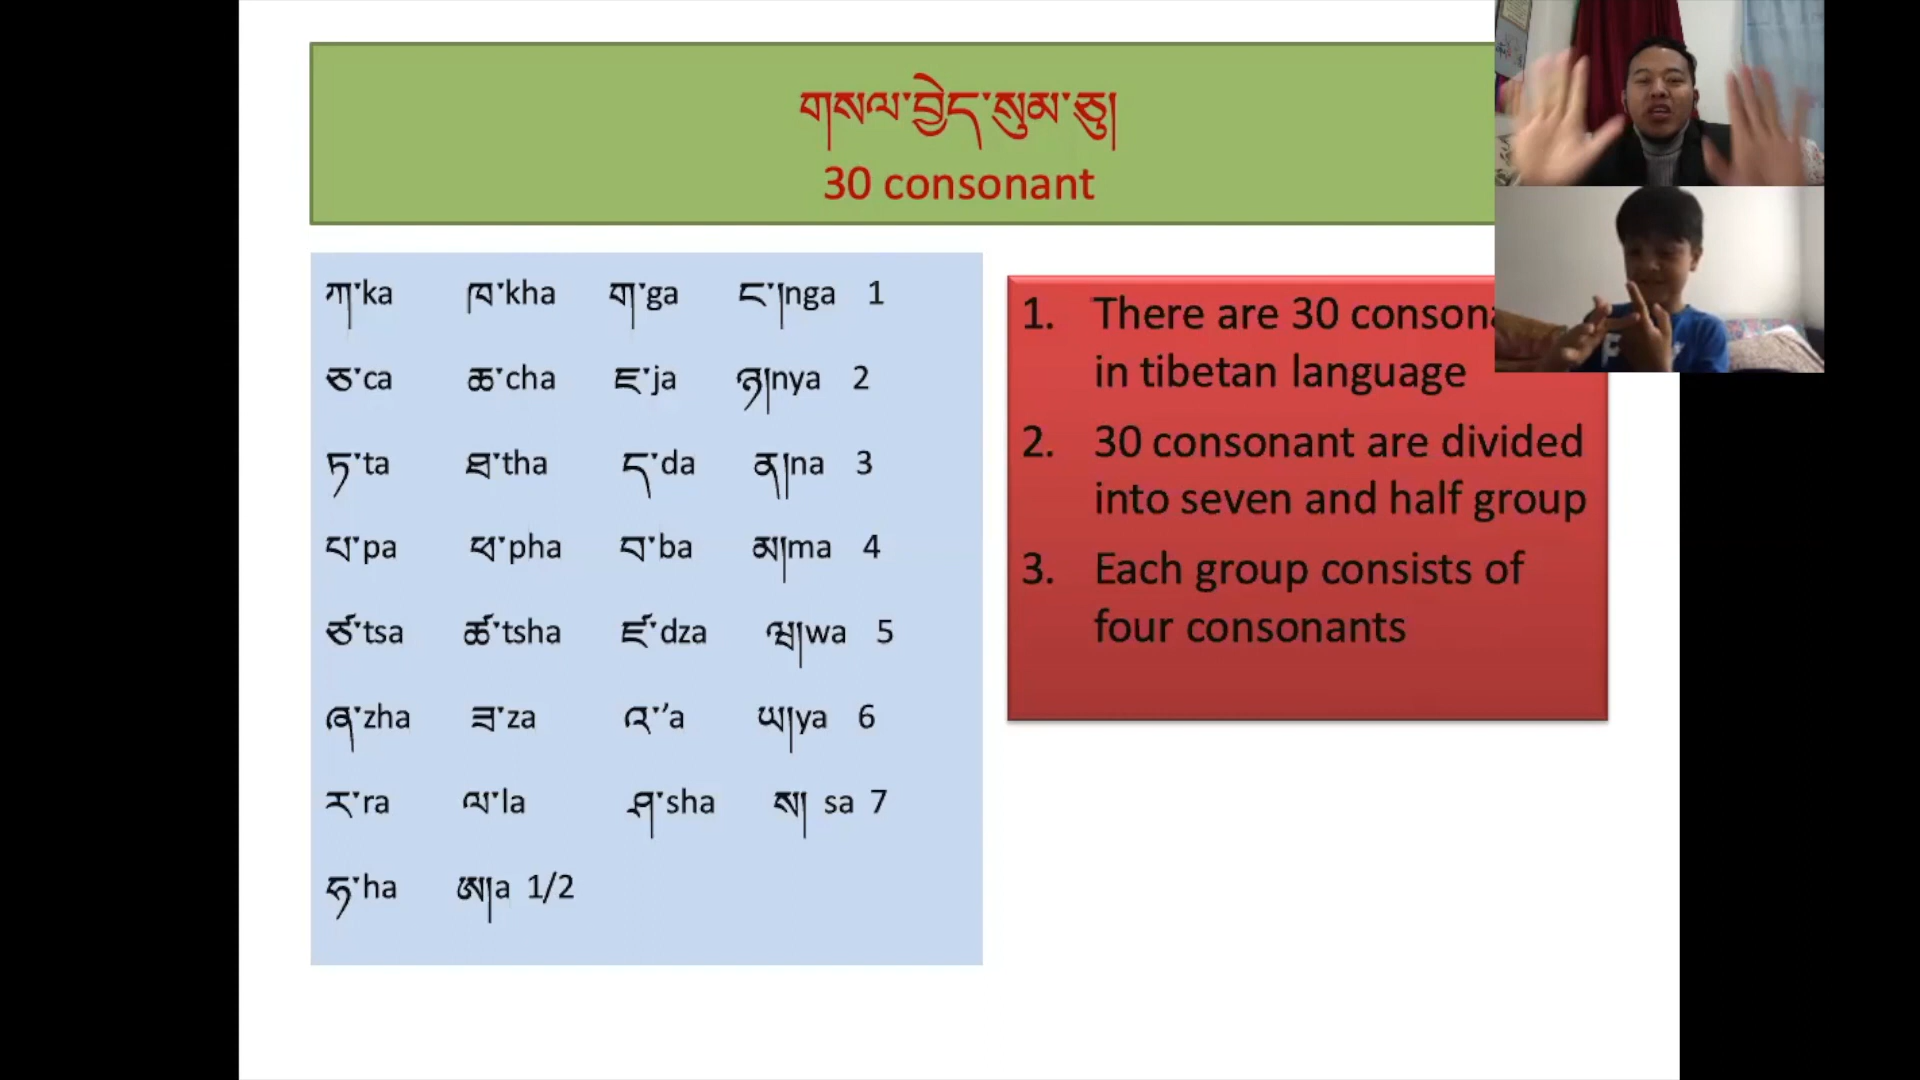 གསལ་བྱེད་སུམ་ཅུ།
30 consonant
ཀ་ka ཁ་kha ག་ga ང་།nga 1
ཅ་ca ཆ་cha ཇ་ja ཉ།nya 2
ཏ་ta ཐ་tha ད་da ན།na 3
པ་pa ཕ་pha བ་ba མ།ma 4
ཙ་tsa ཚ་tsha ཛ་dza ཝ།wa 5
ཞ་zha ཟ་za འ་’a ཡ།ya 6
ར་ra ལ་la ཤ་sha ས། sa 7
ཧ་ha ཨ།a 1/2
1. There are 30
in tibetan language
2. 30 consonant are divided
into seven and half group
3. Each group consists of
four consonants